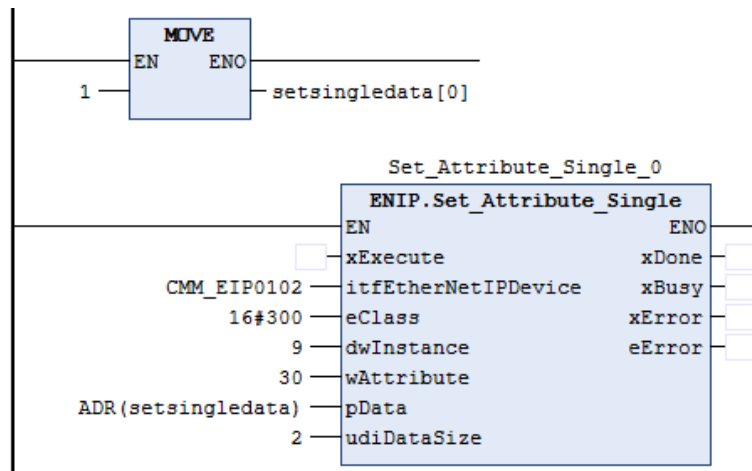 MOVE
EN ENO
1 setsingledata[0]
Set_Attribute_Single_0
ENIP.Set_Attribute_Single
EN ENO
xExecute xDone
CMM_EIP0102 itfEtherNetIPDevice xBusy
16#300 eClass xError
9 dwInstance eError
30 wAttribute
ADR(setsingledata) pData
2 udiDataSize